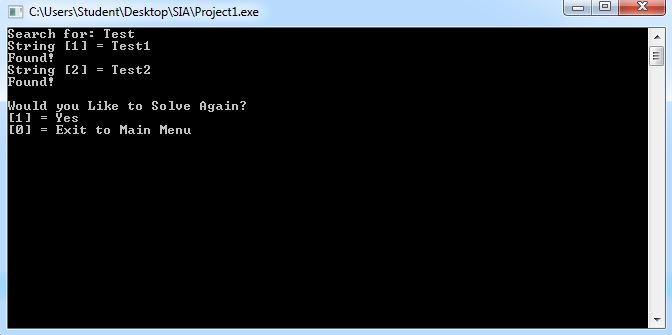 C:\Users\Student\Desktop\SIA\Project1.exe
Search for: Test
String [1] = Test1
Found!
String [2] = Test2
Found!
Would you Like to Solve Again?
[1] = Yes
[0] = Exit to Main Menu